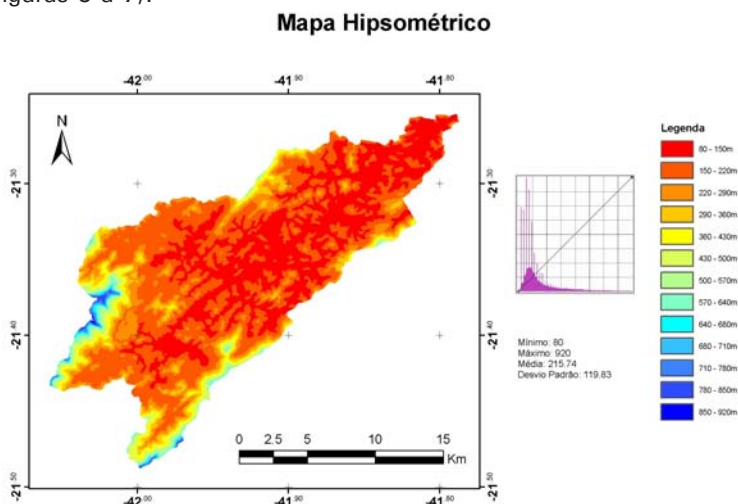 iguras 3 a 7).
Mapa Hipsométrico
-42.00 -41.90 -41.80
N
-21.30 -21.30
-21.40 -21.40
-21.50 -21.50
0 2.5 5 10 15
Km
-42.00 -41.90 -41.80
Mínimo: 80
Máximo: 920
Média: 215.74
Desvio Padrão: 119.83
Legenda
80 - 150m
150 - 220m
220 - 290m
290 - 360m
360 - 430m
430 - 500m
500 - 570m
570 - 640m
640 - 680m
680 - 710m
710 - 780m
780 - 850m
850 - 920m